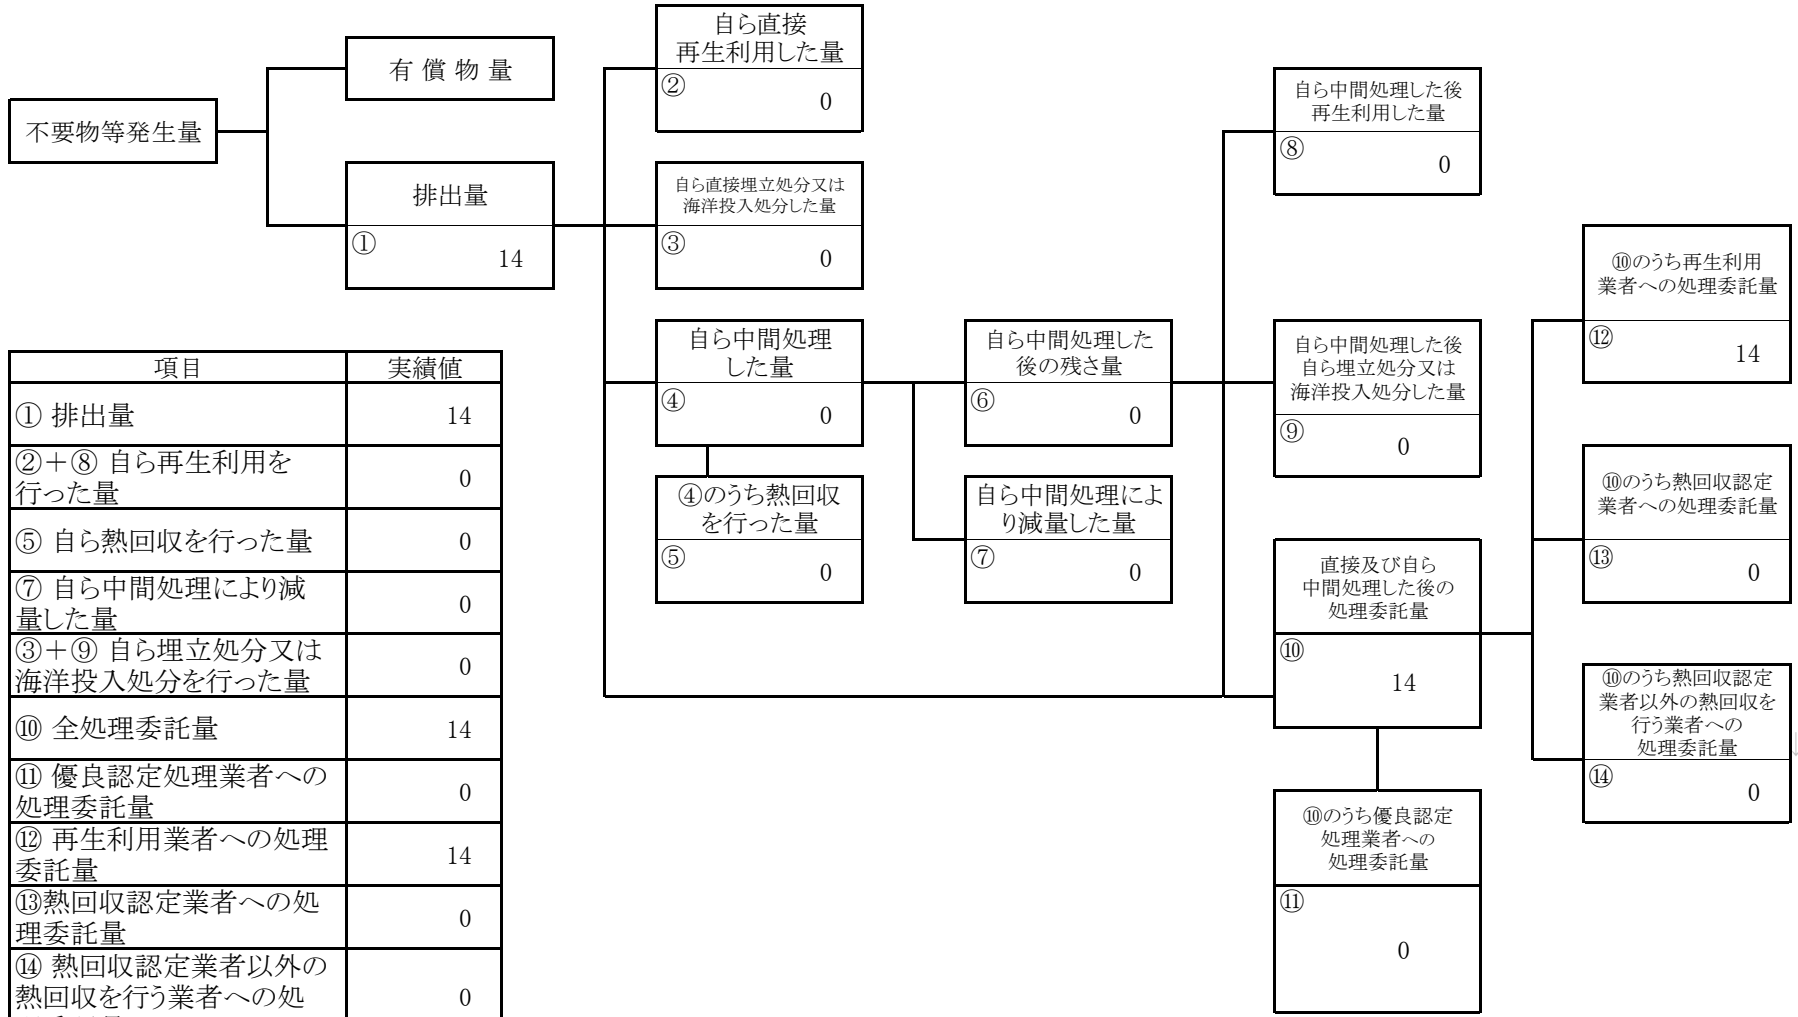 自ら直接
再生利用した量
②
0
有 償 物 量
不要物等発生量
自ら中間処理した後
再生利用した量
⑧
0
排出量
①
14
自ら直接埋立処分又は
海洋投入処分した量
③
0
⑩のうち再生利用
業者への処理委託量
⑫
14
自ら中間処理
した量
④
0
自ら中間処理した
後の残さ量
⑥
0
自ら中間処理した後
自ら埋立処分又は
海洋投入処分した量
⑨
0
④のうち熱回収
を行った量
⑤
0
自ら中間処理によ
り減量した量
⑦
0
⑩のうち熱回収認定
業者への処理委託量
⑬
0
直接及び自ら
中間処理した後の
処理委託量
⑩
14
⑩のうち熱回収認定
業者以外の熱回収を
行う業者への
処理委託量
⑭
0
⑩のうち優良認定
処理業者への
処理委託量
⑪
0
項目 実績値
① 排出量 14
②＋⑧ 自ら再生利用を
行った量 0
⑤ 自ら熱回収を行った量 0
⑦ 自ら中間処理により減
量した量 0
③＋⑨ 自ら埋立処分又は
海洋投入処分を行った量 0
⑩ 全処理委託量 14
⑪ 優良認定処理業者への
処理委託量 0
⑫ 再生利用業者への処理
委託量 14
⑬熱回収認定業者への処
理委託量 0
⑭ 熱回収認定業者以外の
熱回収を行う業者への処 0